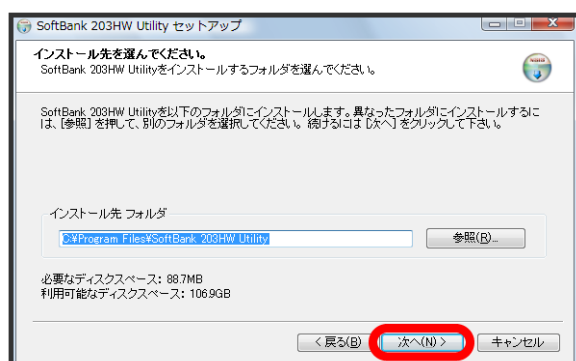 SoftBank 203HW Utility セットアップ
インストール先を選んでください。
SoftBank 203HW Utilityをインストールするフォルダを選んでください。
SoftBank 203HW Utilityを以下のフォルダにインストールします。異なったフォルダにインストールするに
は、[参照] を押して、別のフォルダを選択してください。 続けるには [次へ] をクリックして下さい。
インストール先 フォルダ
C:¥Program Files¥SoftBank 203HW Utility
参照(R)...
必要なディスクスペース: 88.7MB
利用可能なディスクスペース: 106.9GB
< 戻る(B)
次へ(N) >
キャンセル